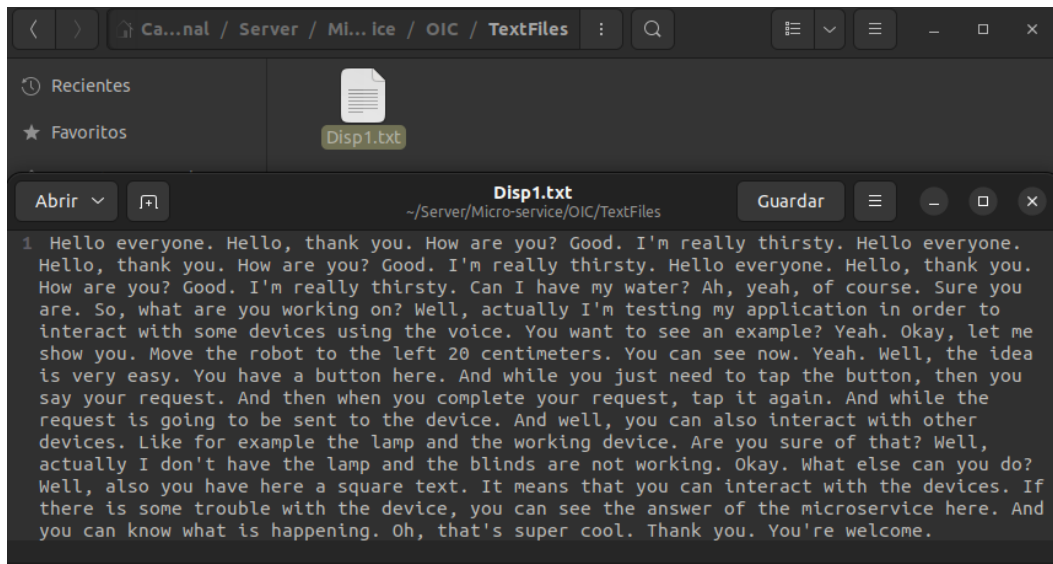 Ca...nal / Server / Mi... ice / OIC / TextFiles
Recientes
Favoritos
Disp1.txt
Abrir
Disp1.txt
~/Server/Micro-service/OIC/TextFiles
Guardar
1 Hello everyone. Hello, thank you. How are you? Good. I'm really thirsty. Hello everyone.
Hello, thank you. How are you? Good. I'm really thirsty. Hello everyone. Hello, thank you.
How are you? Good. I'm really thirsty. Can I have my water? Ah, yeah, of course. Sure you
are. So, what are you working on? Well, actually I'm testing my application in order to
interact with some devices using the voice. You want to see an example? Yeah. Okay, let me
show you. Move the robot to the left 20 centimeters. You can see now. Yeah. Well, the idea
is very easy. You have a button here. And while you just need to tap the button, then you
say your request. And then when you complete your request, tap it again. And while the
request is going to be sent to the device. And well, you can also interact with other
devices. Like for example the lamp and the working device. Are you sure of that? Well,
actually I don't have the lamp and the blinds are not working. Okay. What else can you do?
Well, also you have here a square text. It means that you can interact with the devices. If
there is some trouble with the device, you can see the answer of the microservice here. And
you can know what is happening. Oh, that's super cool. Thank you. You're welcome.